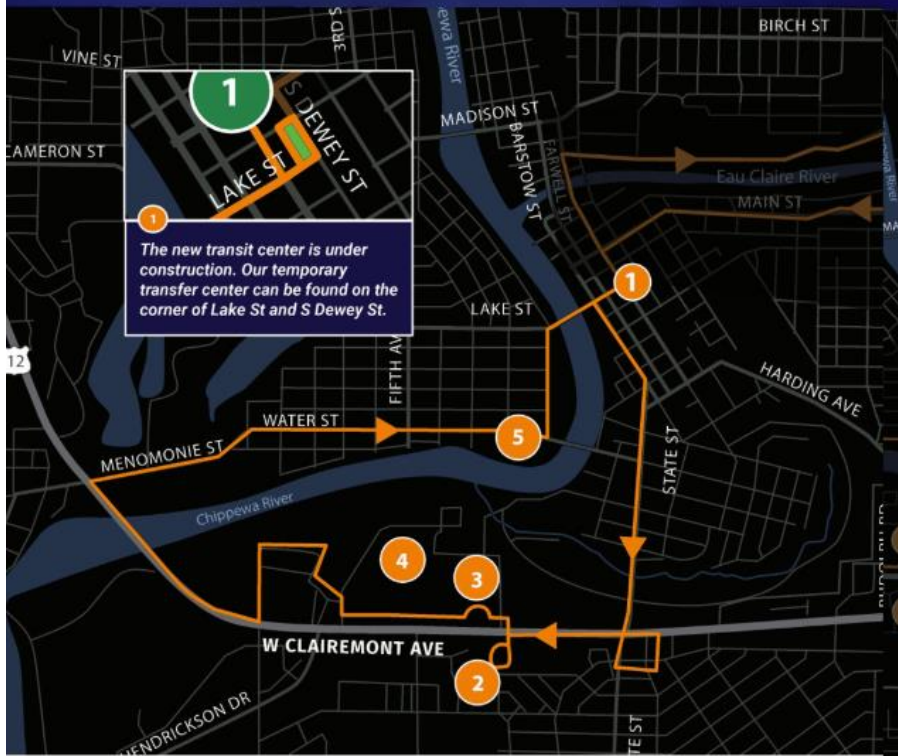 BIRCH ST
VINE ST
3RD S
pewa River
1
S DEWEY ST
LAKE ST
MADISON ST
BARSTOW ST
FARWELL ST
CAMERON ST
Eau Claire River
MAIN ST
MA
1
The new transit center is under
construction. Our temporary
transfer center can be found on the
corner of Lake St and S Dewey St.
1
LAKE ST
12
FIFTH AV
HARDING AVE
WATER ST
5
MENOMONIE ST
STATE ST
Chippewa River
4
3
W CLAIREMONT AVE
2
HENDRICKSON DR
TE ST